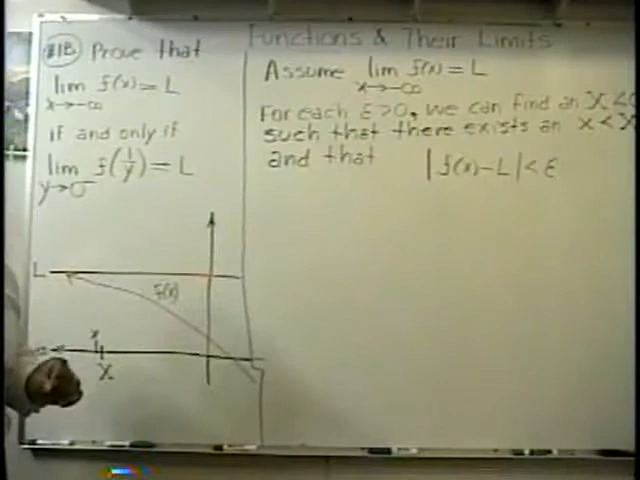 Functions & Their Limits
#1B Prove that
lim f(x) = L
x→-∞
if and only if
lim f(1/y) = L
y→0⁻
Assume lim f(x) = L
x→-∞
For each ε>0, we can find an X<
such that there exists an x<X
and that |f(x)-L|<ε
L
f(x)
x
X